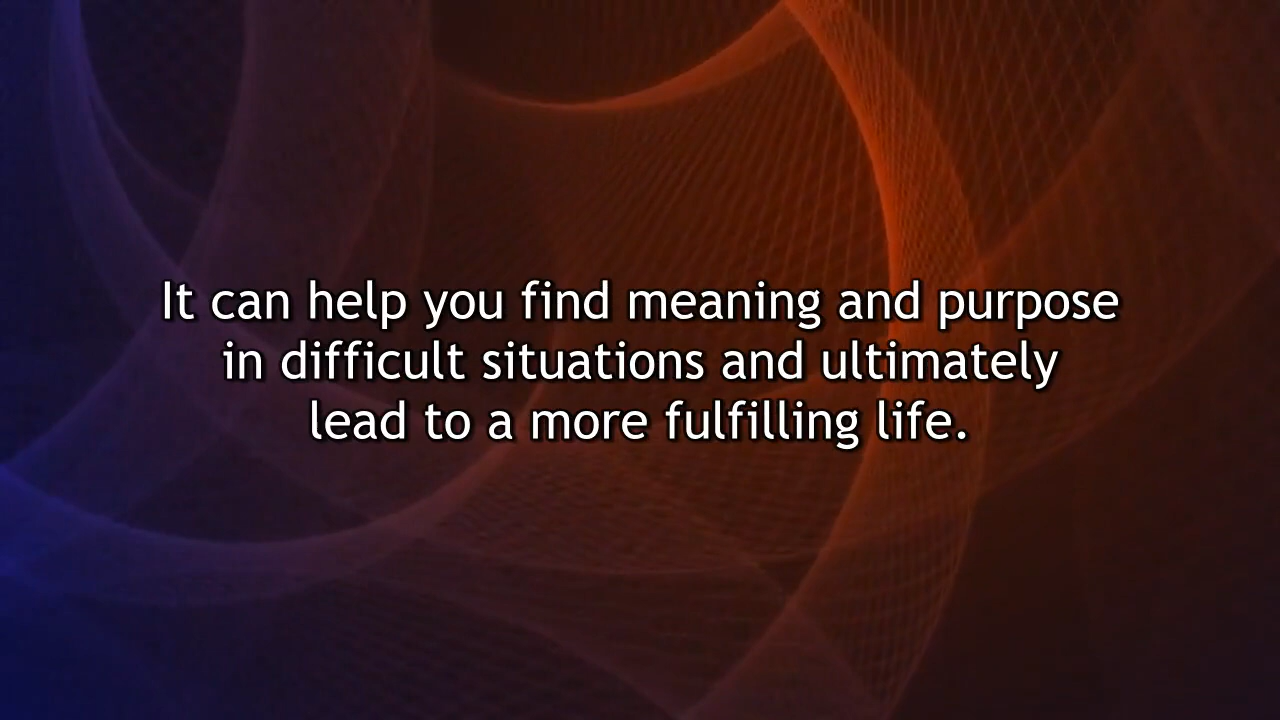 It can help you find meaning and purpose
in difficult situations and ultimately
lead to a more fulfilling life.